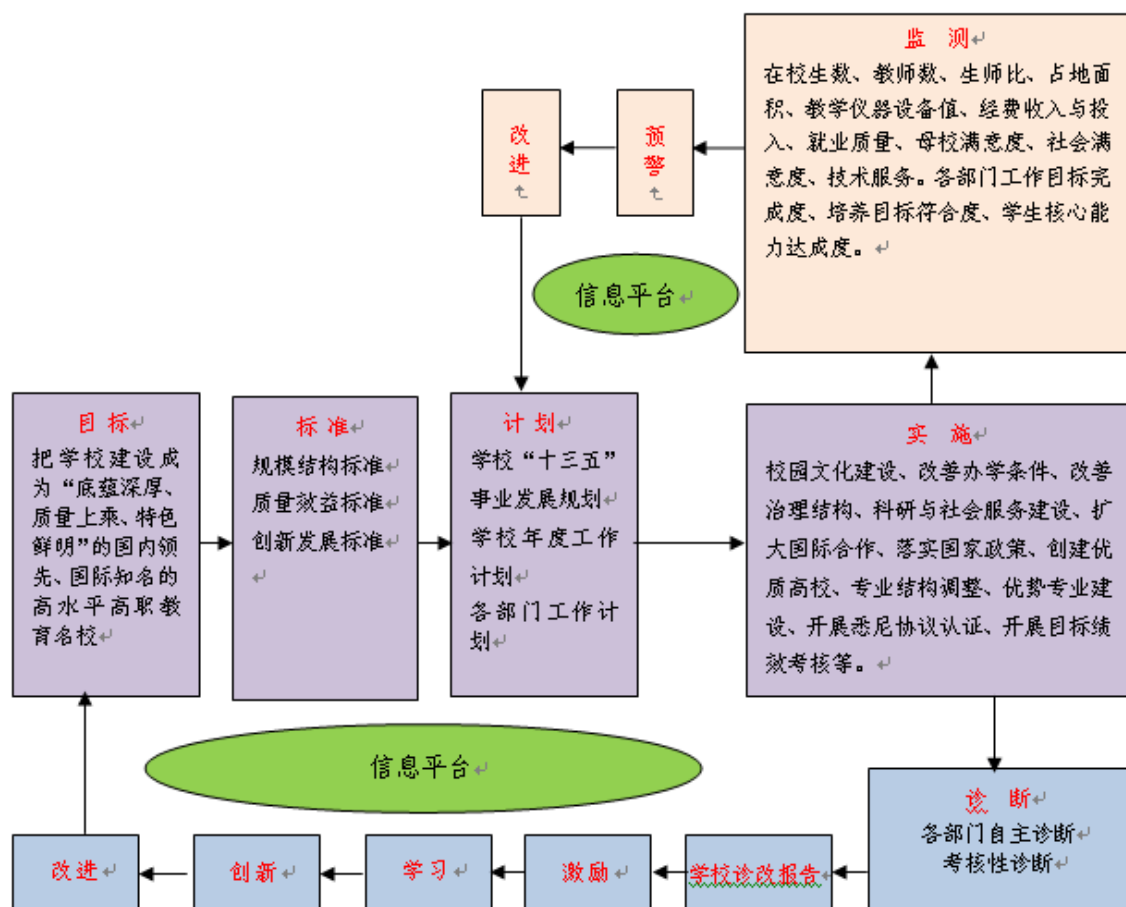 监 测
在校生数、教师数、生师比、占地面
积、教学仪器设备值、经费收入与投
入、就业质量、母校满意度、社会满
意度、技术服务。各部门工作目标完
成度、培养目标符合度、学生核心能
力达成度。
预
警
改
进
信息平台
目标
把学校建设成
为“底蕴深厚、
质量上乘、特色
鲜明”的国内领
先、国际知名的
高水平高职教
育名校
标准
规模结构标准
质量效益标准
创新发展标准
计划
学校“十三五”
事业发展规划
学校年度工作
计划
各部门工作计
划
实 施
校园文化建设、改善办学条件、改善
治理结构、科研与社会服务建设、扩
大国际合作、落实国家政策、创建优
质高校、专业结构调整、优势专业建
设、开展悉尼协议认证、开展目标绩
效考核等。
信息平台
诊 断
各部门自主诊断
考核性诊断
学校诊改报告
激励
学习
创新
改进